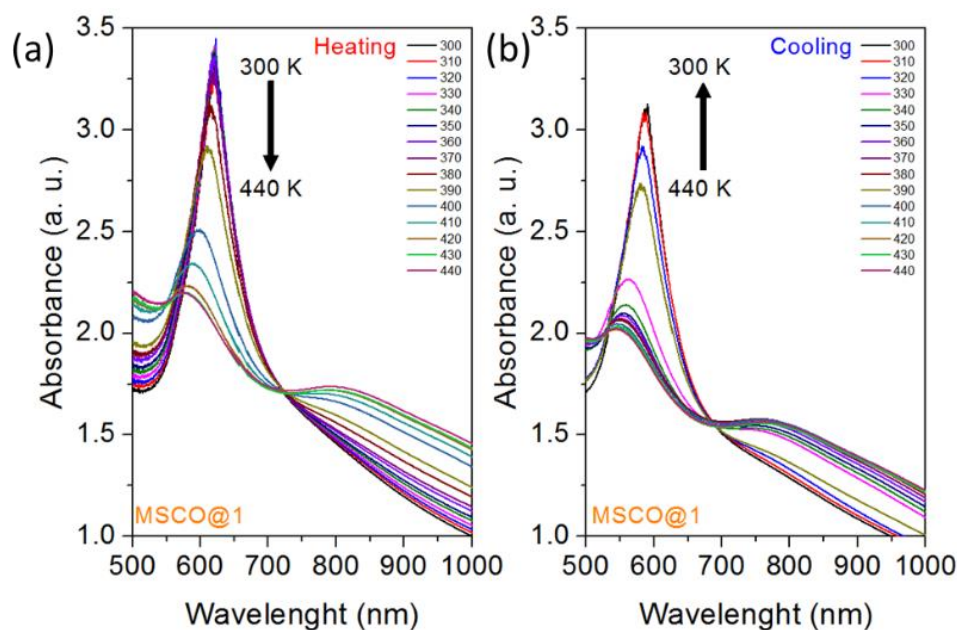 (a)
Heating
300 K
440 K
300
310
320
330
340
350
360
370
380
390
400
410
420
430
440
3.5
3.0
2.5
2.0
1.5
1.0
Absorbance (a. u.)
MSCO@1
500 600 700 800 900 1000
Wavelenght (nm)
(b)
Cooling
300 K
440 K
300
310
320
330
340
350
360
370
380
390
400
410
420
430
440
3.5
3.0
2.5
2.0
1.5
1.0
Absorbance (a. u.)
MSCO@1
500 600 700 800 900 1000
Wavelenght (nm)